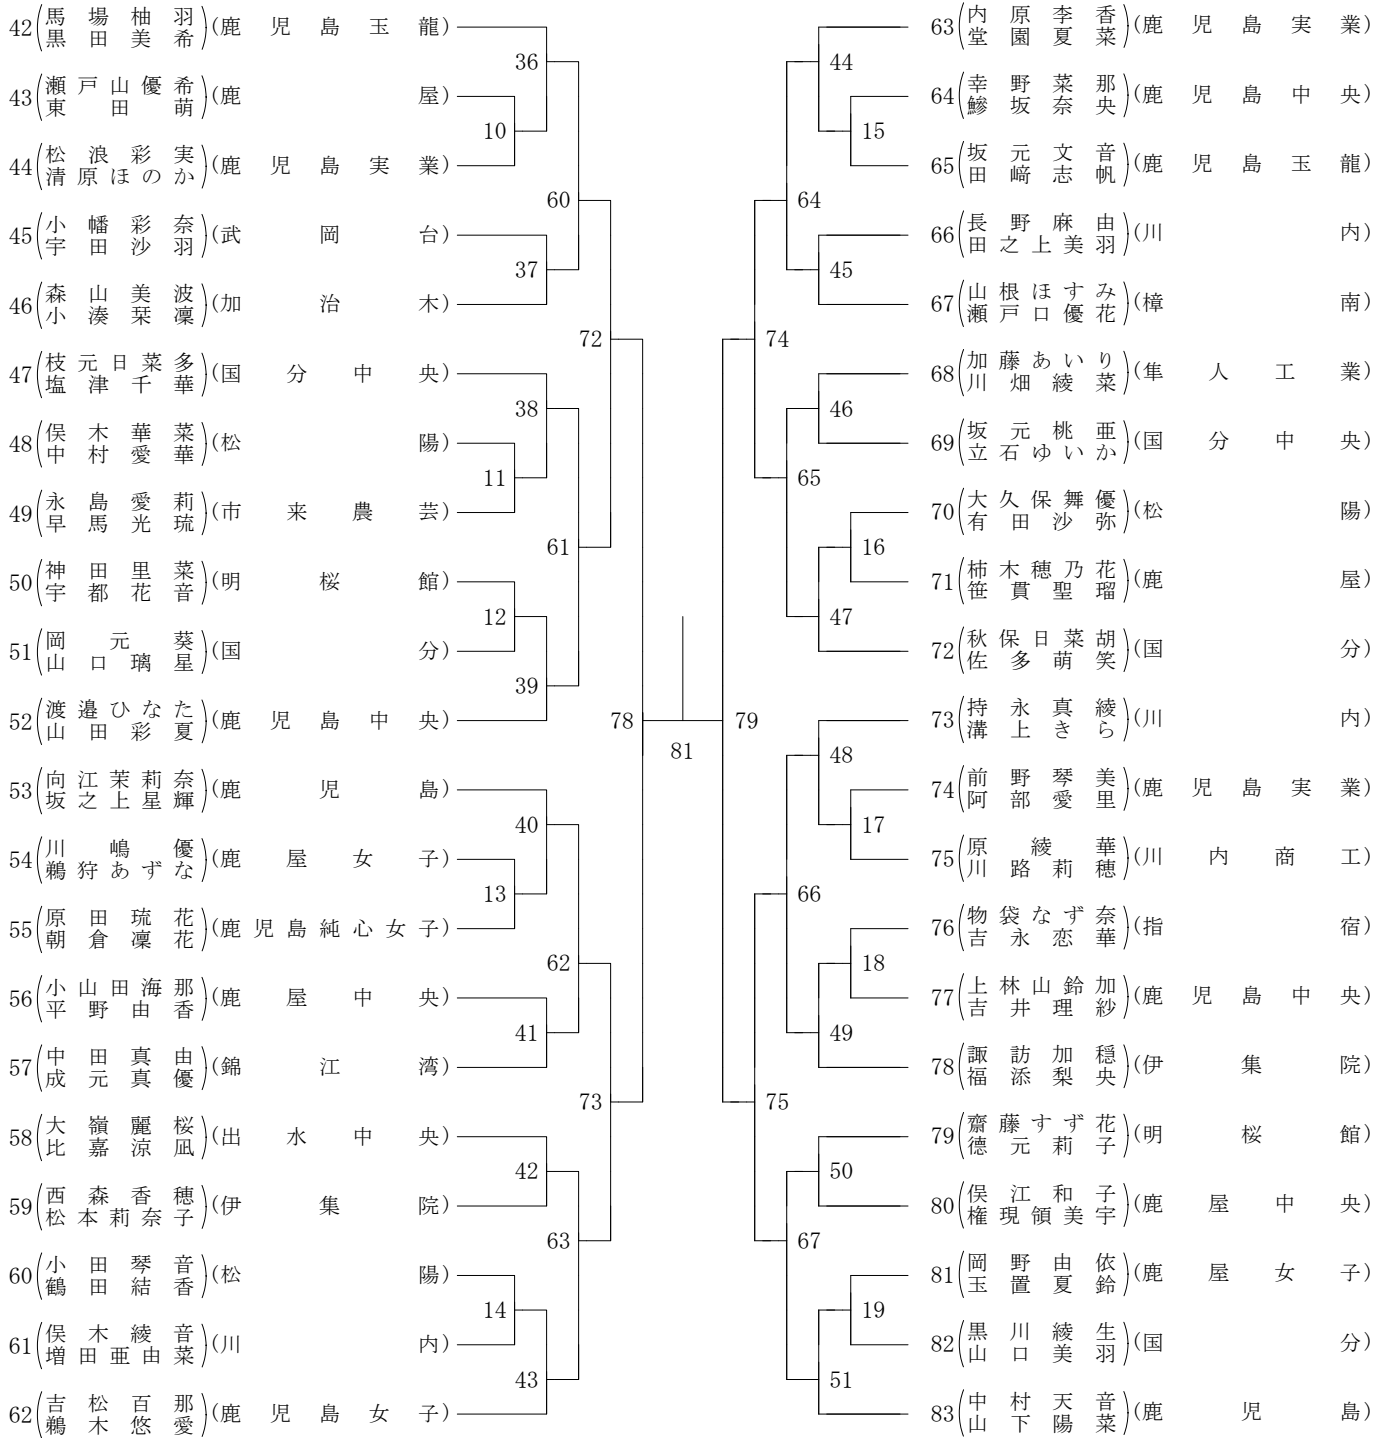 42 馬場柚羽 黒田美希 (鹿児島玉龍)
43 瀬戸山優希 東田萌 (鹿屋)
44 松浪彩実 清原ほのか (鹿児島実業)
45 小幡彩奈 宇田沙羽 (武岡台)
46 森山美波 小湊栞凜 (加治木)
47 枝元日菜多 塩津千華 (国分中央)
48 俣木華菜 中村愛華 (松陽)
49 永島愛莉 早馬光琉 (市来農芸)
50 神田里菜 宇都花音 (明桜館)
51 岡元葵 山口璃星 (国分)
52 渡邉ひなた 山田彩夏 (鹿児島中央)
53 向江茉莉奈 坂之上星輝 (鹿児島)
54 川嶋優 鵜狩あずな (鹿屋女子)
55 原田琉花 朝倉凜花 (鹿児島純心女子)
56 小山田海那 平野由香 (鹿屋中央)
57 中田真由 成元真優 (錦江湾)
58 大嶺麗桜 比嘉涼凪 (出水中央)
59 西森香穂 松本莉奈子 (伊集院)
60 小田琴音 鶴田結香 (松陽)
61 俣木綾音 増田亜由菜 (川内)
62 吉松百那 鵜木悠愛 (鹿児島女子)
36
10
60
37
72
38
11
61
12
39
78
40
13
62
41
73
42
63
14
43
81
79
44
15
64
45
74
46
65
16
47
48
17
66
18
49
75
50
67
19
51
63 内原李香 堂園夏菜 (鹿児島実業)
64 幸野菜那 鰺坂奈央 (鹿児島中央)
65 坂元文音 田﨑志帆 (鹿児島玉龍)
66 長野麻由 田之上美羽 (川内)
67 山根ほすみ 瀬戸口優花 (樟南)
68 加藤あいり 川畑綾菜 (隼人工業)
69 坂元桃亜 立石ゆいか (国分中央)
70 大久保舞優 有田沙弥 (松陽)
71 柿木穂乃花 笹貫聖瑠 (鹿屋)
72 秋保日菜胡 佐多萌笑 (国分)
73 持永真綾 溝上きら (川内)
74 前野琴美 阿部愛里 (鹿児島実業)
75 原綾華 川路莉穂 (川内商工)
76 物袋なず奈 吉永恋華 (指宿)
77 上林山鈴加 吉井理紗 (鹿児島中央)
78 諏訪加穏 福添梨央 (伊集院)
79 齋藤すず花 德元莉子 (明桜館)
80 俣江和子 権現領美宇 (鹿屋中央)
81 岡野由依 玉置夏鈴 (鹿屋女子)
82 黒川綾生 山口美羽 (国分)
83 中村天音 山下陽菜 (鹿児島)